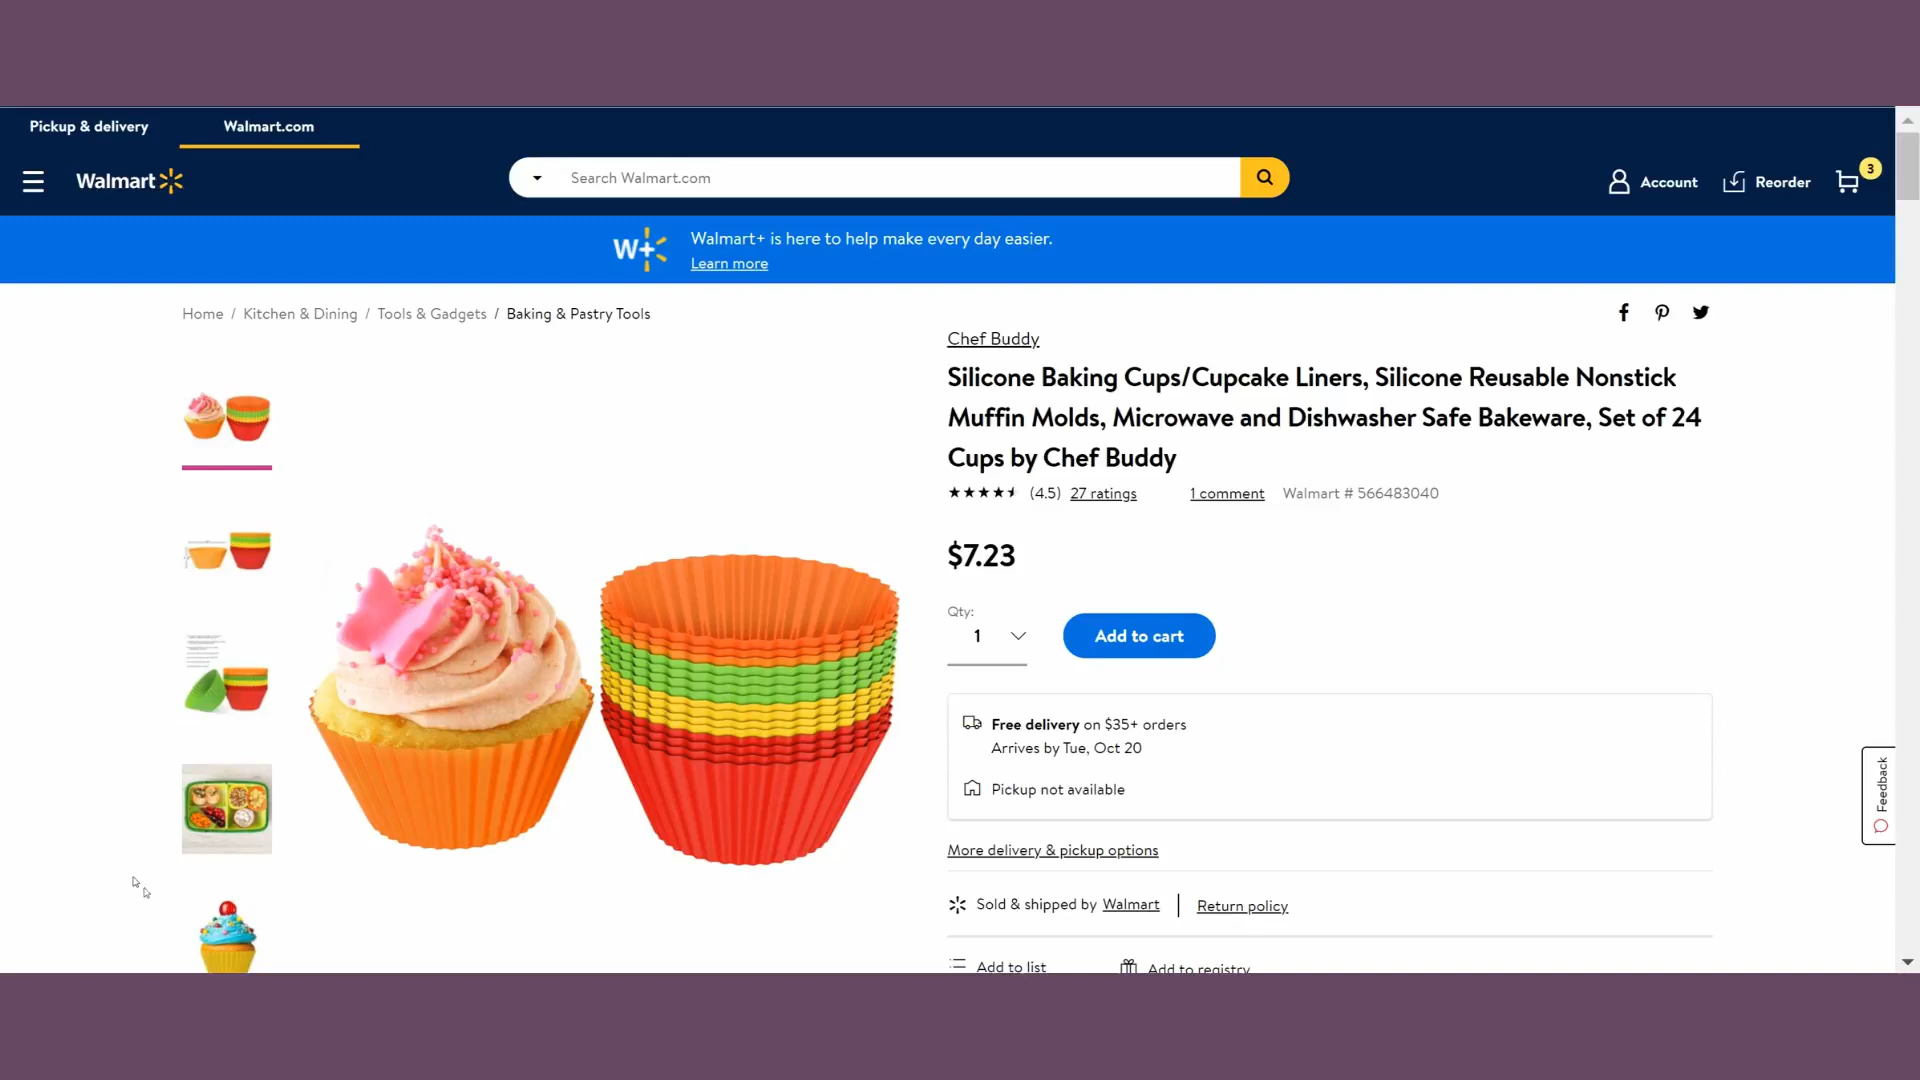 Pickup & delivery
Walmart.com
Walmart
Search Walmart.com
Account
Reorder
3
W+
Walmart+ is here to help make every day easier.
Learn more
Home / Kitchen & Dining / Tools & Gadgets / Baking & Pastry Tools
Chef Buddy
Silicone Baking Cups/Cupcake Liners, Silicone Reusable Nonstick
Muffin Molds, Microwave and Dishwasher Safe Bakeware, Set of 24
Cups by Chef Buddy
(4.5) 27 ratings 1 comment Walmart # 566483040
$7.23
Qty:
1
Add to cart
Free delivery on $35+ orders
Arrives by Tue, Oct 20
Pickup not available
Feedback
More delivery & pickup options
Sold & shipped by Walmart | Return policy
Add to list
Add to registry